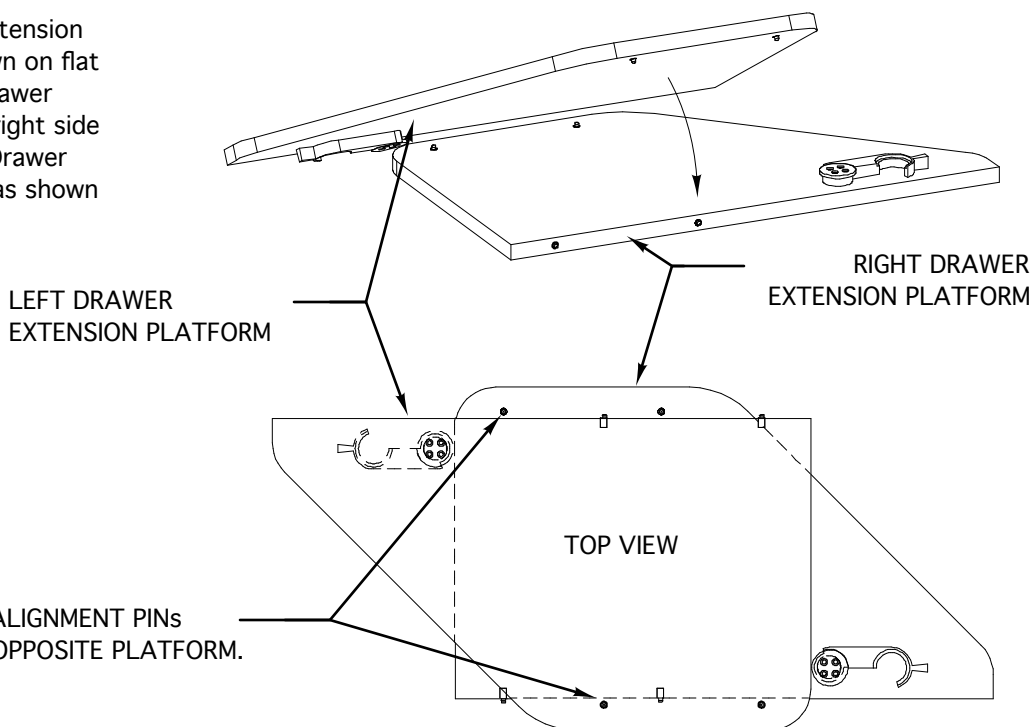 tension
wn on flat
awer
right side
Drawer
as shown
LEFT DRAWER
EXTENSION PLATFORM
RIGHT DRAWER
EXTENSION PLATFORM
TOP VIEW
ALIGNMENT PINs
OPPOSITE PLATFORM.